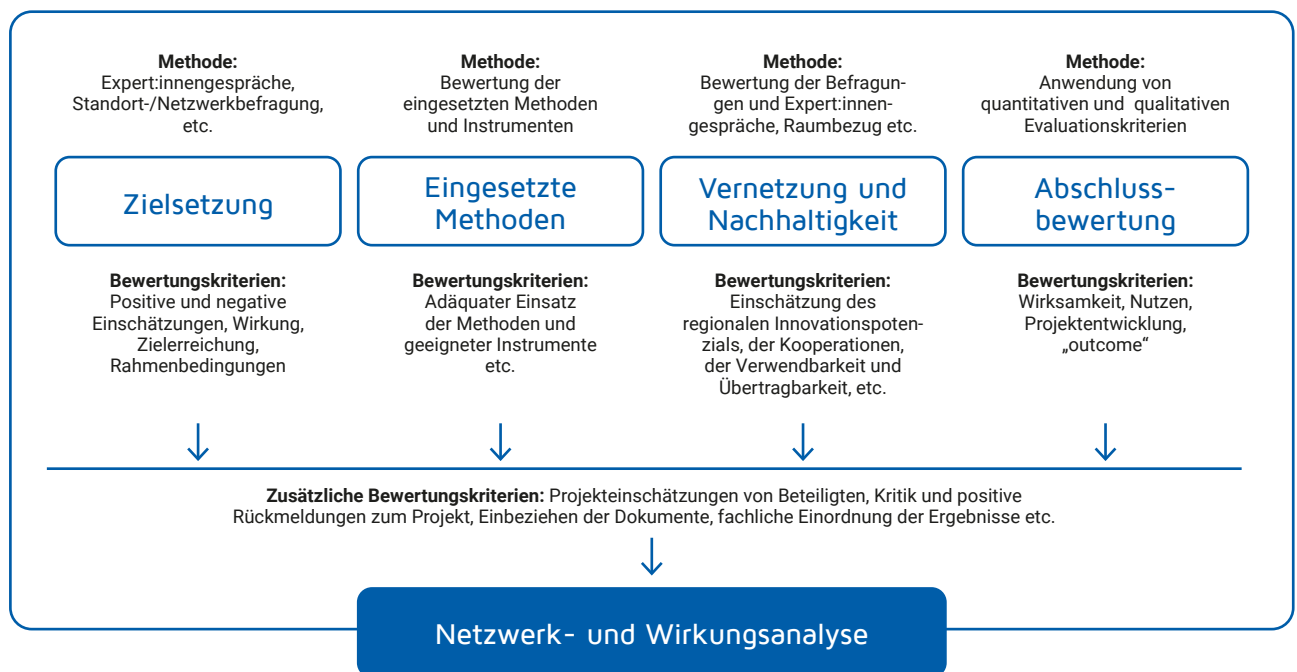 Methode:
Expert:innengespräche,
Standort-/Netzwerkbefragung,
etc.
Methode:
Bewertung der
eingesetzten Methoden
und Instrumenten
Methode:
Bewertung der Befragun-
gen und Expert:innen-
gespräche, Raumbezug etc.
Methode:
Anwendung von
quantitativen und qualitativen
Evaluationskriterien
Zielsetzung
Eingesetzte
Methoden
Vernetzung und
Nachhaltigkeit
Abschluss-
bewertung
Bewertungskriterien:
Positive und negative
Einschätzungen, Wirkung,
Zielerreichung,
Rahmenbedingungen
Bewertungskriterien:
Adäquater Einsatz
der Methoden und
geeigneter Instrumente
etc.
Bewertungskriterien:
Einschätzung des
regionalen Innovationspoten-
zials, der Kooperationen,
der Verwendbarkeit und
Übertragbarkeit, etc.
Bewertungskriterien:
Wirksamkeit, Nutzen,
Projektentwicklung,
„outcome“
Zusätzliche Bewertungskriterien: Projekteinschätzungen von Beteiligten, Kritik und positive
Rückmeldungen zum Projekt, Einbeziehen der Dokumente, fachliche Einordnung der Ergebnisse etc.
Netzwerk- und Wirkungsanalyse